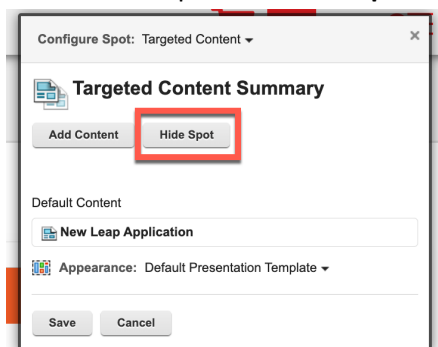 Configure Spot: Targeted Content
×
Targeted Content Summary
Add Content Hide Spot
Default Content
New Leap Application
Appearance: Default Presentation Template
Save Cancel